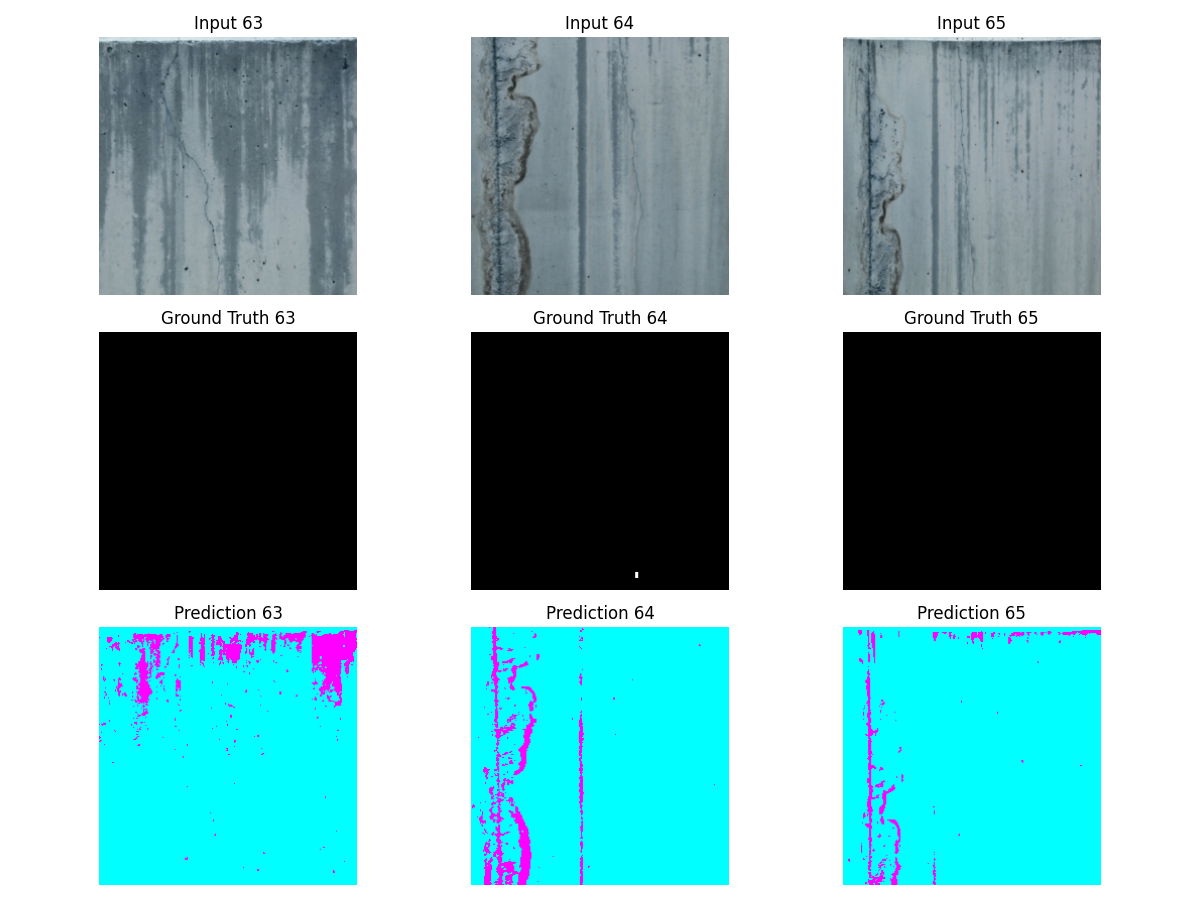 Input 63
Input 64
Input 65
Ground Truth 63
Ground Truth 64
Ground Truth 65
Prediction 63
Prediction 64
Prediction 65